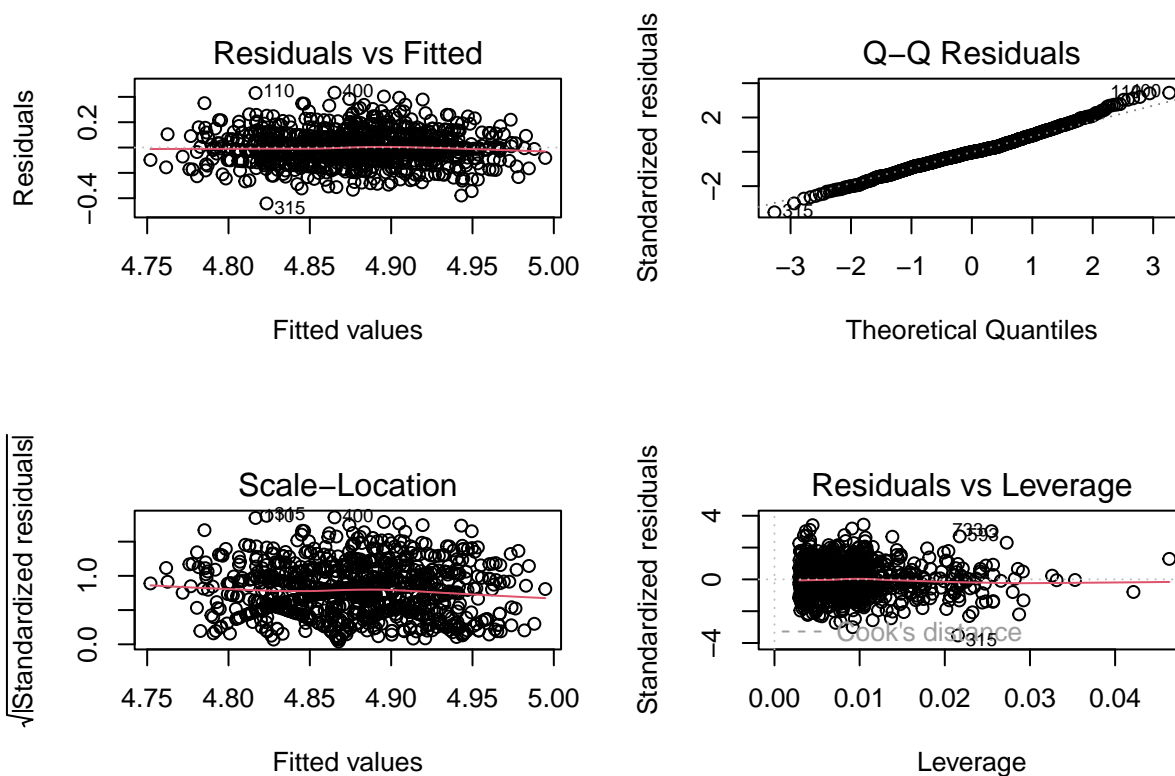 Residuals vs Fitted
Residuals
0.2
−0.4
110
400
315
4.75 4.80 4.85 4.90 4.95 5.00
Fitted values
Q−Q Residuals
Standardized residuals
2
−2
315
−3 −2 −1 0 1 2 3
Theoretical Quantiles
Scale−Location
√|Standardized residuals|
1.0
0.0
315
400
4.75 4.80 4.85 4.90 4.95 5.00
Fitted values
Residuals vs Leverage
Standardized residuals
4
0
−4
733
593
Cook's distance
315
0.00 0.01 0.02 0.03 0.04
Leverage